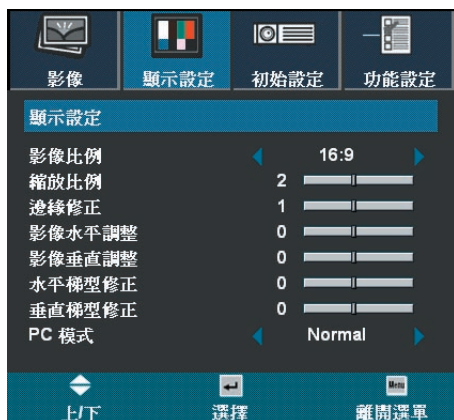 影像 顯示設定 初始設定 功能設定
顯示設定
影像比例 16:9
縮放比例 2
邊緣修正 1
影像水平調整 0
影像垂直調整 0
水平梯型修正 0
垂直梯型修正 0
PC 模式 Normal
Menu
上/下 選擇 離開選單